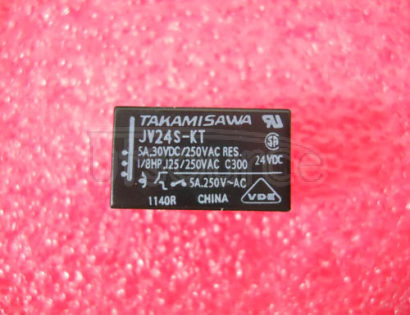 TAKAMISAWA
JV24S-KT
5A,30VDC/250VAC RES.
1/8HP,125/250VAC C300
24VDC
5A,250V~AC
1140R
CHINA
VDE